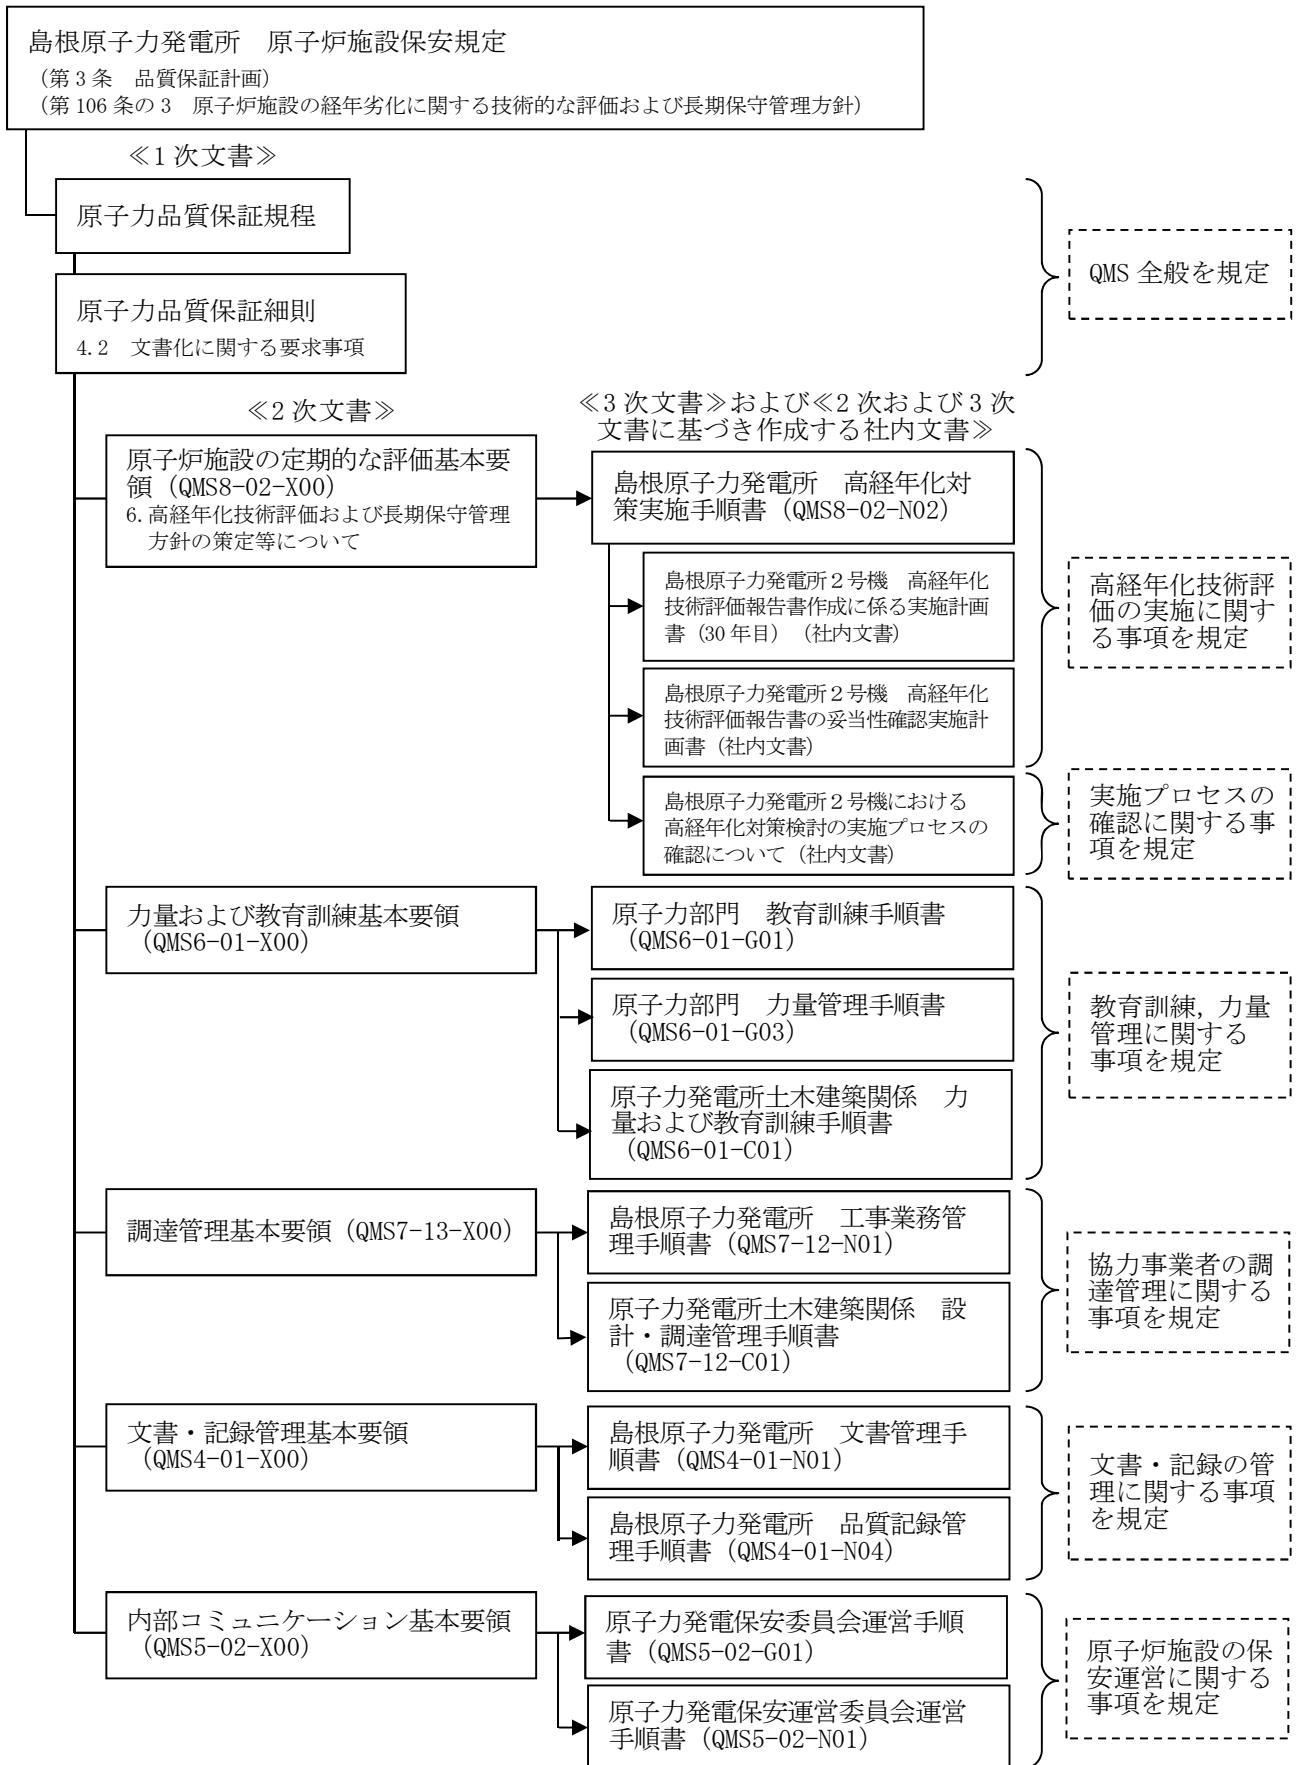 島根原子力発電所　原子炉施設保安規定
（第3条　品質保証計画）
（第106条の3　原子炉施設の経年劣化に関する技術的な評価および長期保守管理方針）
≪1次文書≫
原子力品質保証規程
QMS全般を規定
原子力品質保証細則
4.2　文書化に関する要求事項
≪2次文書≫
≪3次文書≫および≪2次および3次
文書に基づき作成する社内文書≫
原子炉施設の定期的な評価基本要
領（QMS8-02-X00）
6.高経年化技術評価および長期保守管理
方針の策定等について
島根原子力発電所　高経年化対
策実施手順書（QMS8-02-N02）
島根原子力発電所２号機　高経年化
技術評価報告書作成に係る実施計画
書（30年目）（社内文書）
島根原子力発電所２号機　高経年化
技術評価報告書の妥当性確認実施計
画書（社内文書）
高経年化技術評
価の実施に関す
る事項を規定
島根原子力発電所２号機における
高経年化対策検討の実施プロセスの
確認について（社内文書）
実施プロセスの
確認に関する事
項を規定
力量および教育訓練基本要領
（QMS6-01-X00）
原子力部門　教育訓練手順書
（QMS6-01-G01）
原子力部門　力量管理手順書
（QMS6-01-G03）
原子力発電所土木建築関係　力
量および教育訓練手順書
（QMS6-01-C01）
教育訓練,力量
管理に関する
事項を規定
調達管理基本要領（QMS7-13-X00）
島根原子力発電所　工事業務管
理手順書（QMS7-12-N01）
原子力発電所土木建築関係　設
計・調達管理手順書
（QMS7-12-C01）
協力事業者の調
達管理に関する
事項を規定
文書・記録管理基本要領
（QMS4-01-X00）
島根原子力発電所　文書管理手
順書（QMS4-01-N01）
島根原子力発電所　品質記録管
理手順書（QMS4-01-N04）
文書・記録の管
理に関する事項
を規定
内部コミュニケーション基本要領
（QMS5-02-X00）
原子力発電保安委員会運営手順
書（QMS5-02-G01）
原子力発電保安運営委員会運営
手順書（QMS5-02-N01）
原子炉施設の保
安運営に関する
事項を規定